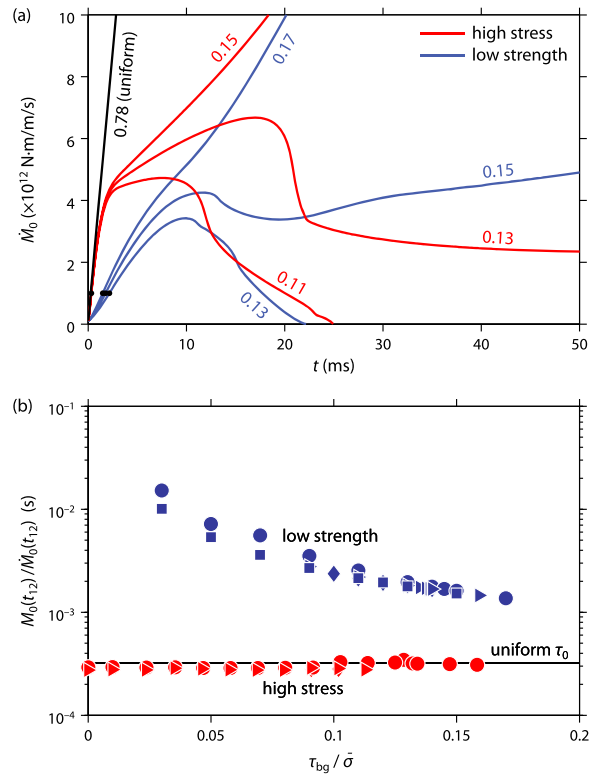 (a)
10
8
6
4
2
0
Ṁ₀ (×10¹² N·m/m/s)
0.78 (uniform)
0.15
0.17
high stress
low strength
0.15
0.13
0.11
0.13
0 10 20 30 40 50
t (ms)
(b)
10⁻¹
10⁻²
10⁻³
10⁻⁴
M₀(t₁₂) / Ṁ₀(t₁₂) (s)
low strength
uniform τ₀
high stress
0 0.05 0.1 0.15 0.2
τbg / σ̄